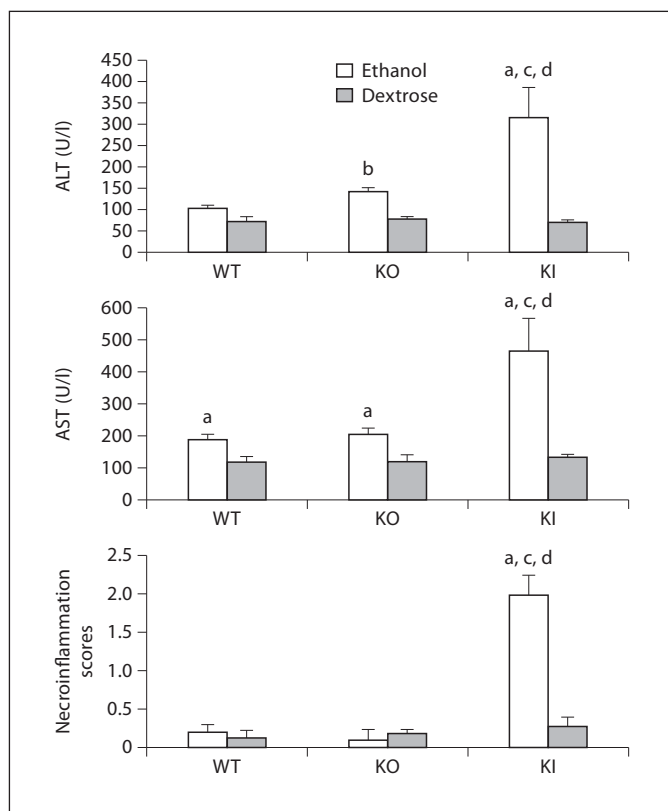 450
400
350
300
250
200
150
100
50
0
ALT (U/l)
Ethanol
Dextrose
b
a, c, d
WT KO KI
600
500
400
300
200
100
0
AST (U/l)
a
a
a, c, d
WT KO KI
2.5
2.0
1.5
1.0
0.5
0
Necroinflammation
scores
a, c, d
WT KO KI